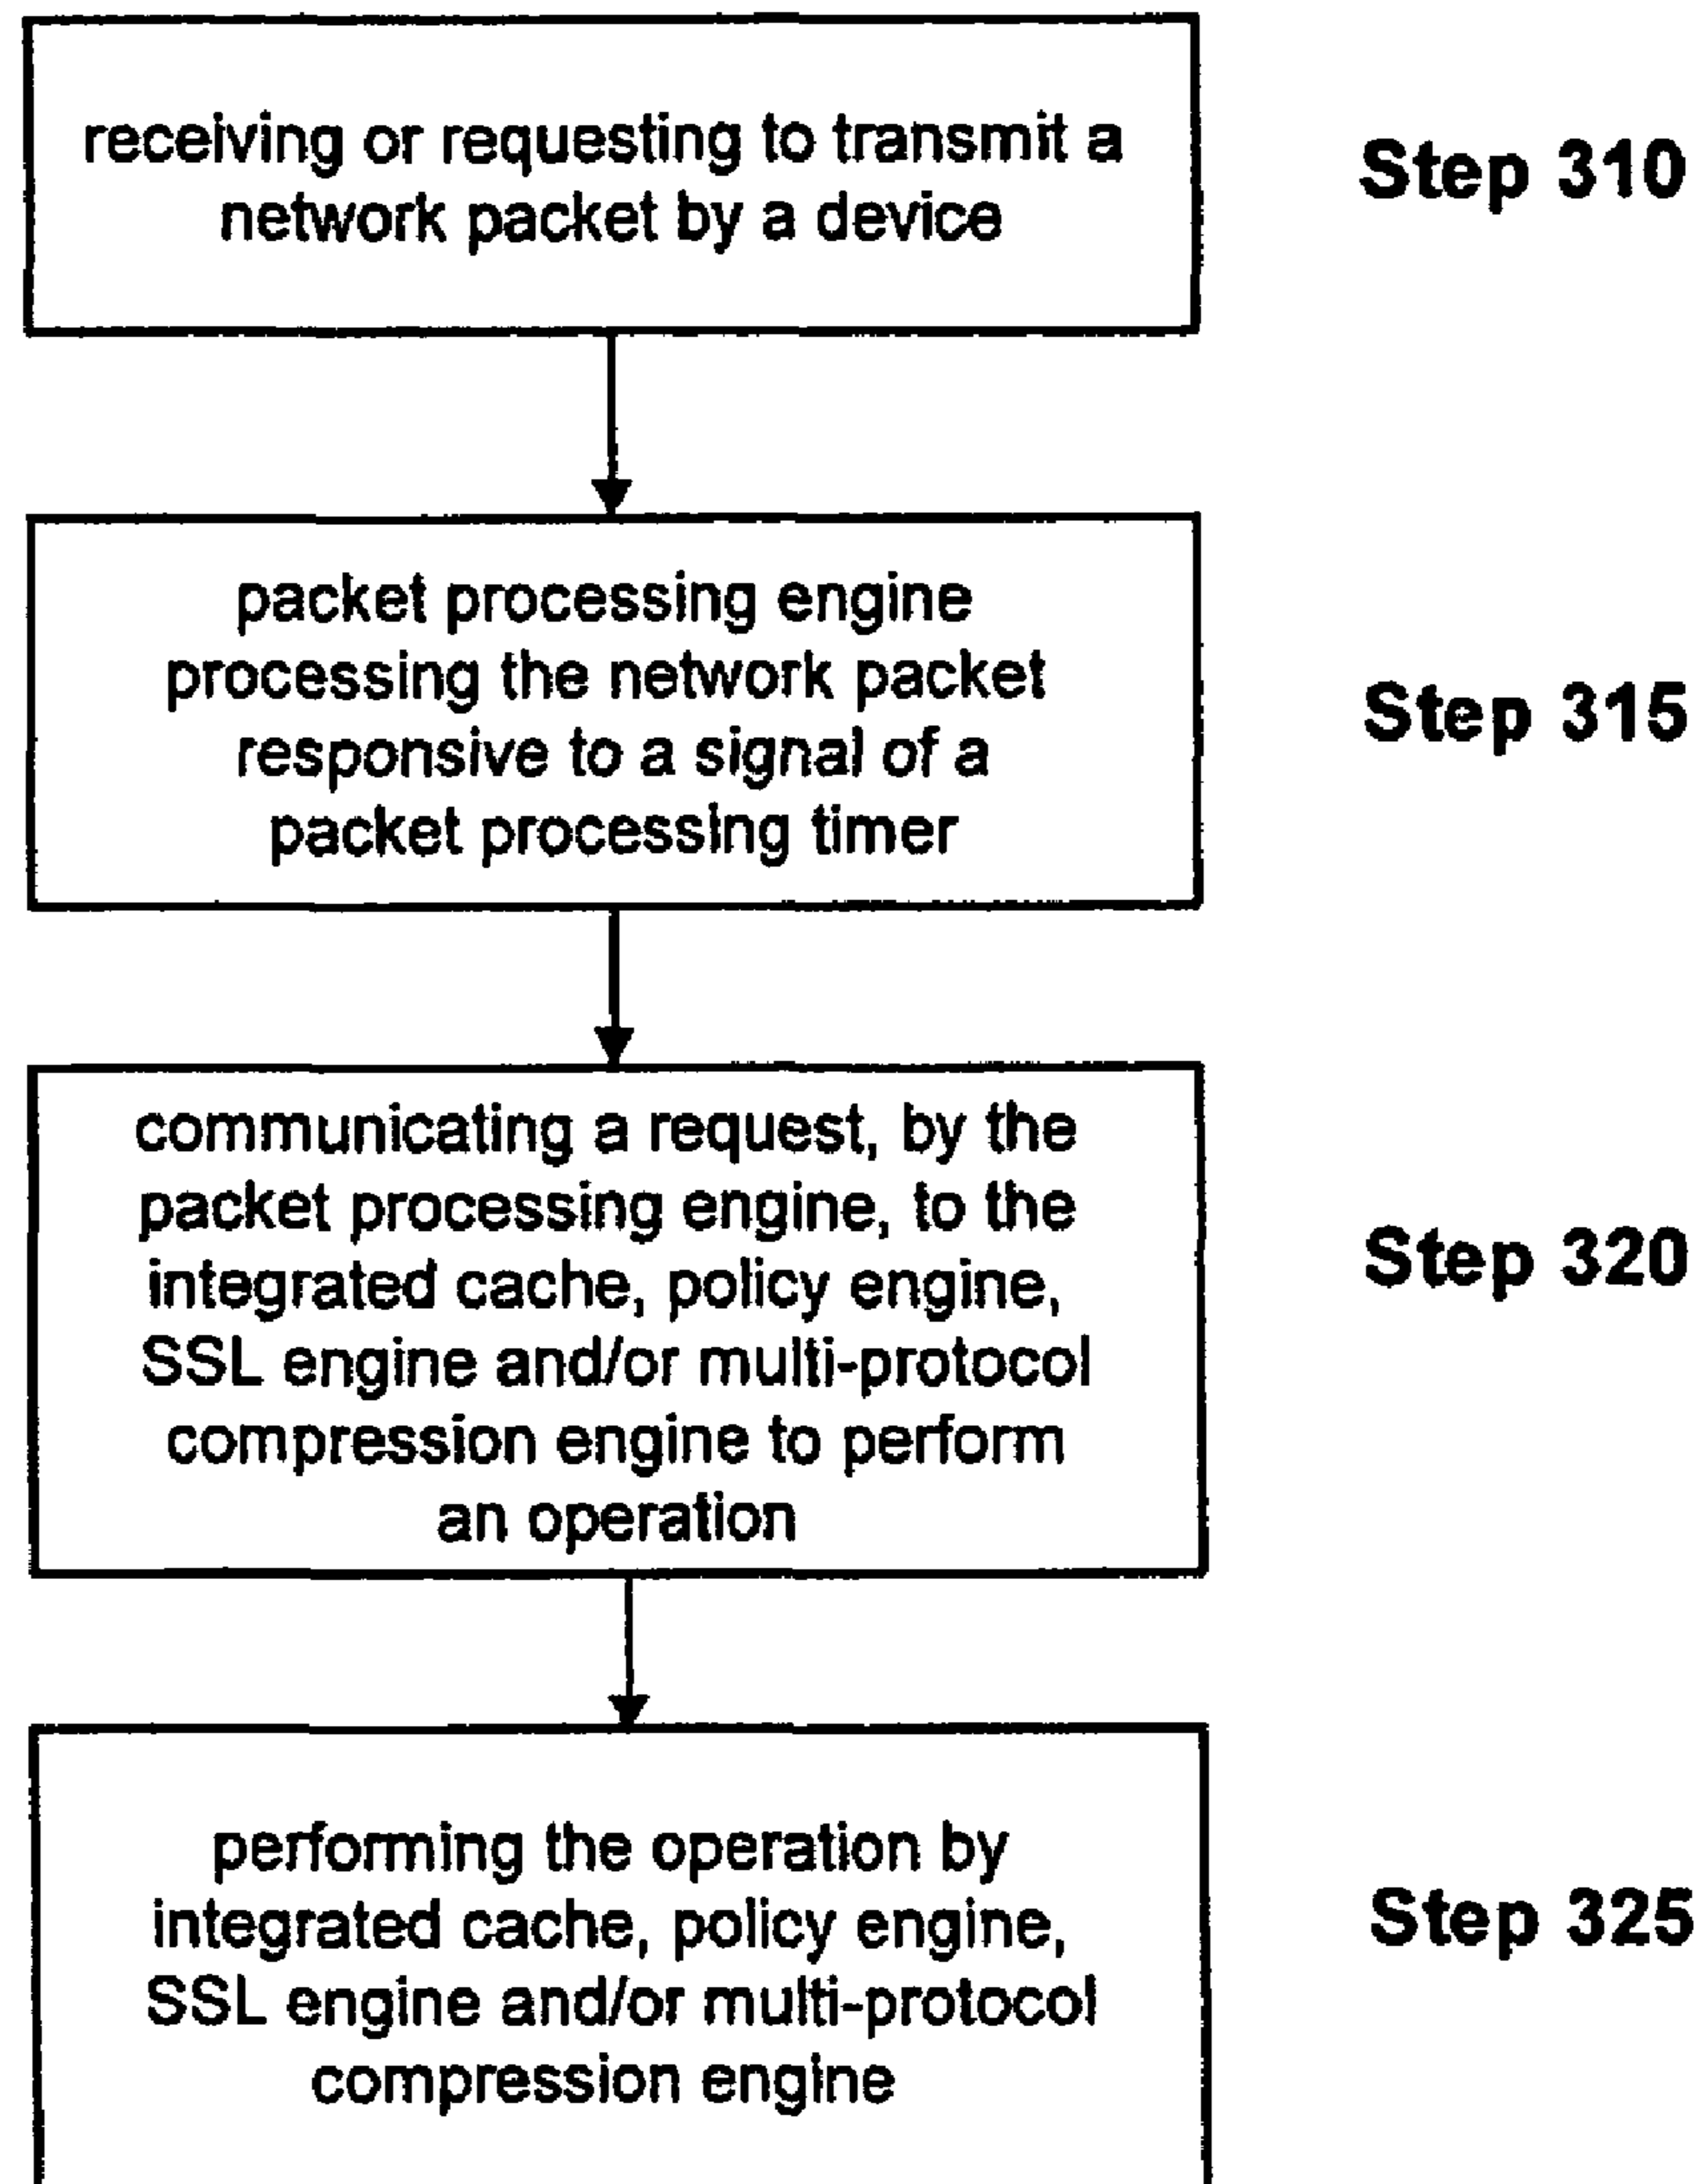 receiving or requesting to transmit a
network packet by a device
Step 310
packet processing engine
processing the network packet
responsive to a signal of a
packet processing timer
Step 315
communicating a request, by the
packet processing engine, to the
integrated cache, policy engine,
SSL engine and/or multi-protocol
compression engine to perform
an operation
Step 320
performing the operation by
integrated cache, policy engine,
SSL engine and/or multi-protocol
compression engine
Step 325